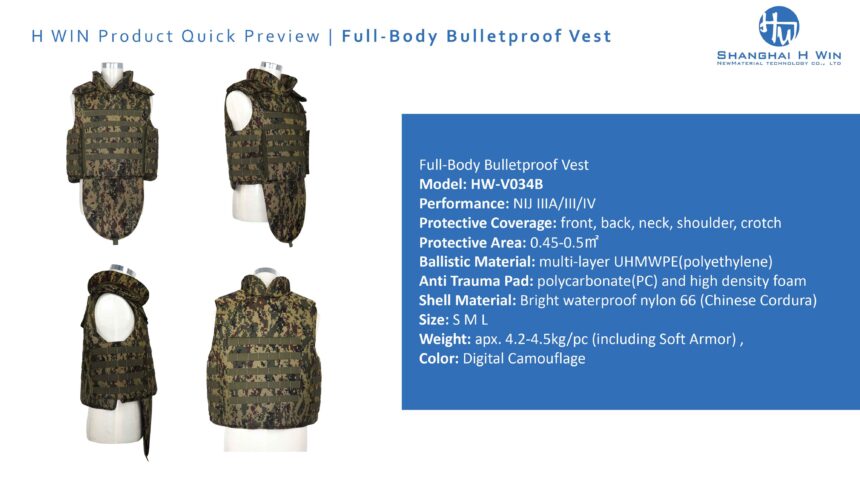 H WIN Product Quick Preview | Full-Body Bulletproof Vest
HW
SHANGHAI H WIN
NEWMATERIAL TECHNOLOGY CO., LTD
Full-Body Bulletproof Vest
Model: HW-V034B
Performance: NIJ IIIA/III/IV
Protective Coverage: front, back, neck, shoulder, crotch
Protective Area: 0.45-0.5㎡
Ballistic Material: multi-layer UHMWPE(polyethylene)
Anti Trauma Pad: polycarbonate(PC) and high density foam
Shell Material: Bright waterproof nylon 66 (Chinese Cordura)
Size: S M L
Weight: apx. 4.2-4.5kg/pc (including Soft Armor) ,
Color: Digital Camouflage